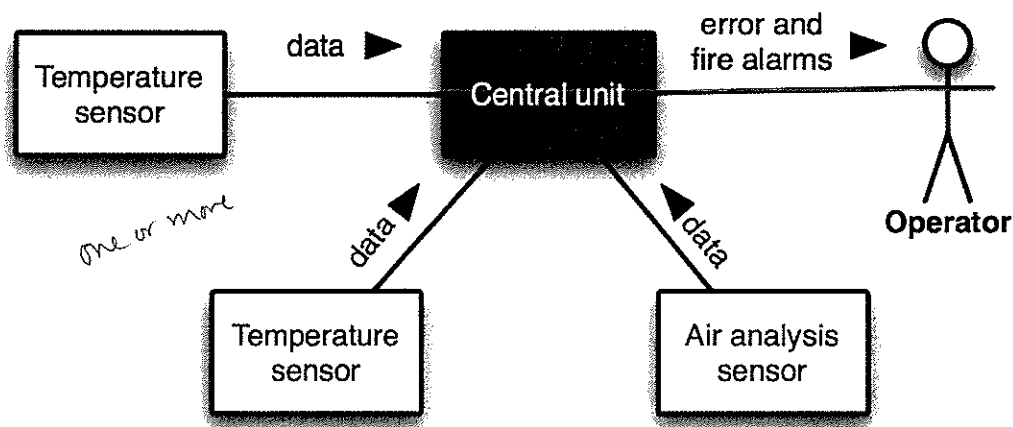 data
error and
fire alarms
Temperature
sensor
Central unit
one or more
data
data
Operator
Temperature
sensor
Air analysis
sensor